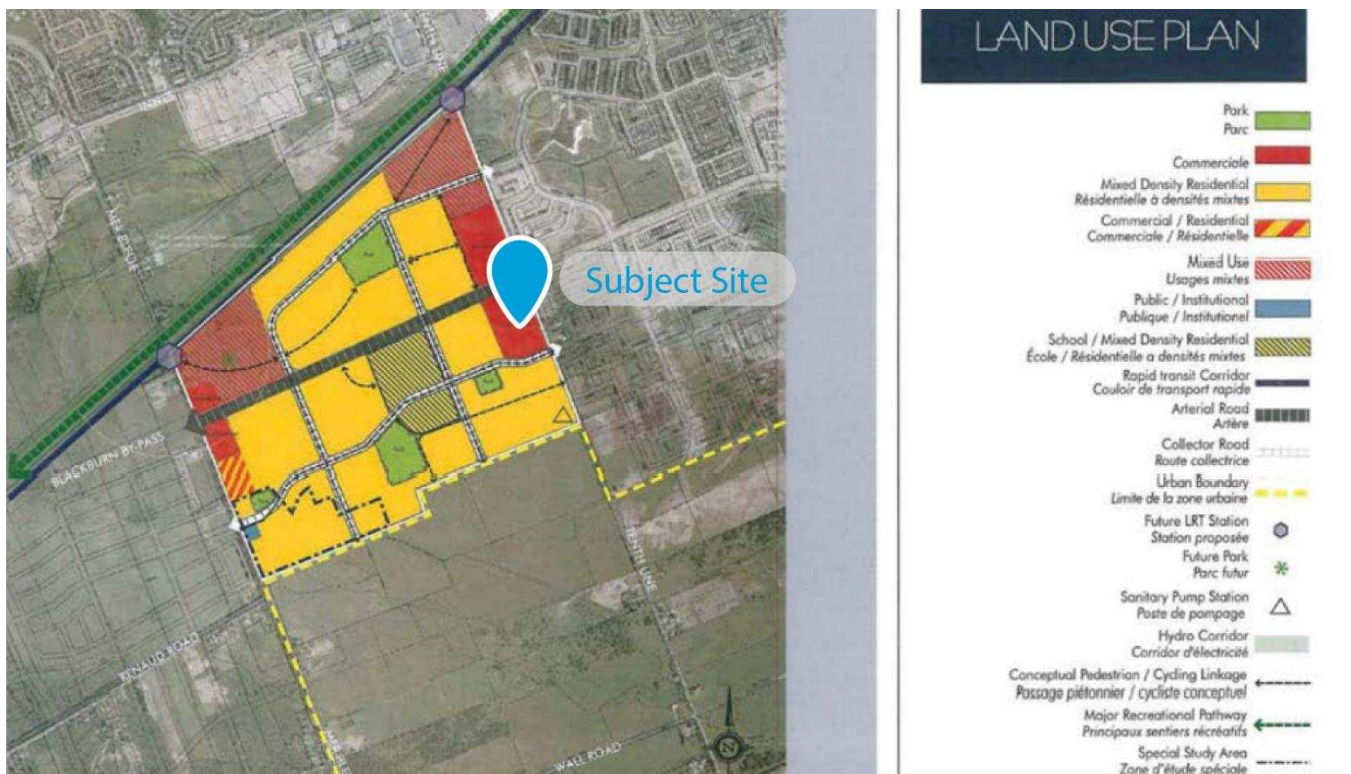 LAND USE PLAN
Subject Site
BLACKBURN BY-PASS
RENAUD ROAD
TENTH LINE
WALL ROAD
N
Park
Parc
Commerciale
Mixed Density Residential
Résidentielle à densités mixtes
Commercial / Residential
Commerciale / Résidentielle
Mixed Use
Usages mixtes
Public / Institutional
Publique / Institutionel
School / Mixed Density Residential
École / Résidentielle a densités mixtes
Rapid transit Corridor
Couloir de transport rapide
Arterial Road
Artère
Collector Road
Route collectrice
Urban Boundary
Limite de la zone urbaine
Future LRT Station
Station proposée
Future Park
Parc futur
Sanitary Pump Station
Poste de pompage
Hydro Corridor
Corridor d'électricité
Conceptual Pedestrian / Cycling Linkage
Passage piétonnier / cycliste conceptuel
Major Recreational Pathway
Principaux sentiers récréatifs
Special Study Area
Zone d'étude spéciale